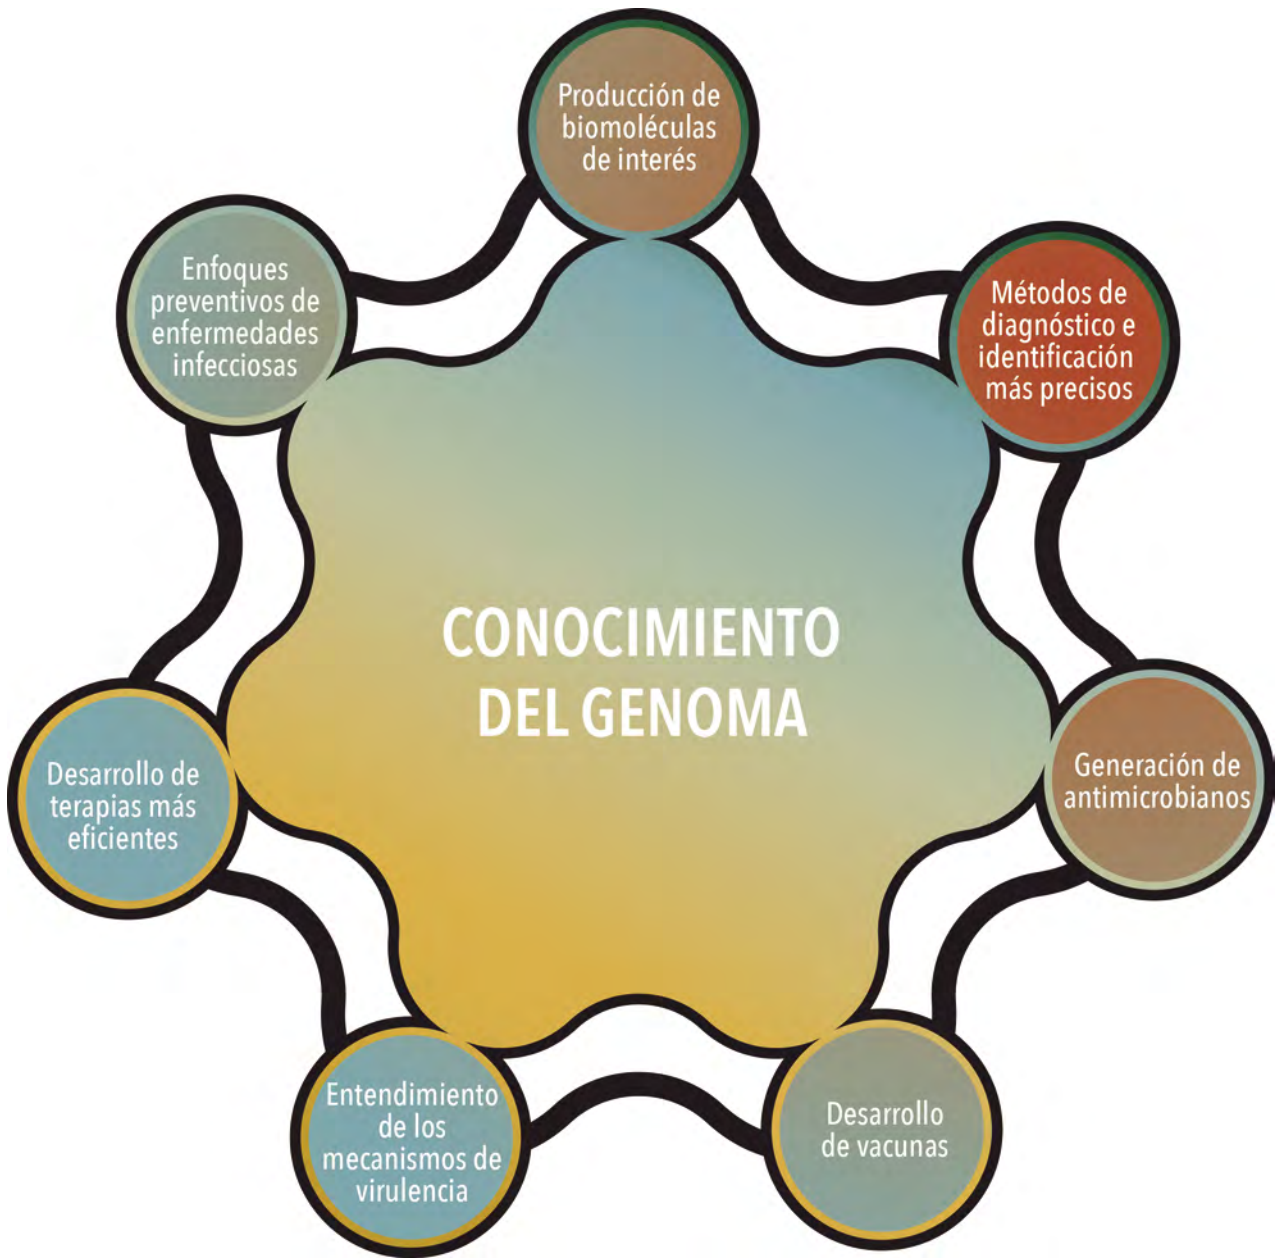 Producción de
biomoléculas
de interés
Enfoques
preventivos de
enfermedades
infecciosas
Métodos de
diagnóstico e
identificación
más precisos
CONOCIMIENTO
DEL GENOMA
Desarrollo de
terapias más
eficientes
Generación de
antimicrobianos
Entendimiento
de los
mecanismos de
virulencia
Desarrollo
de vacunas